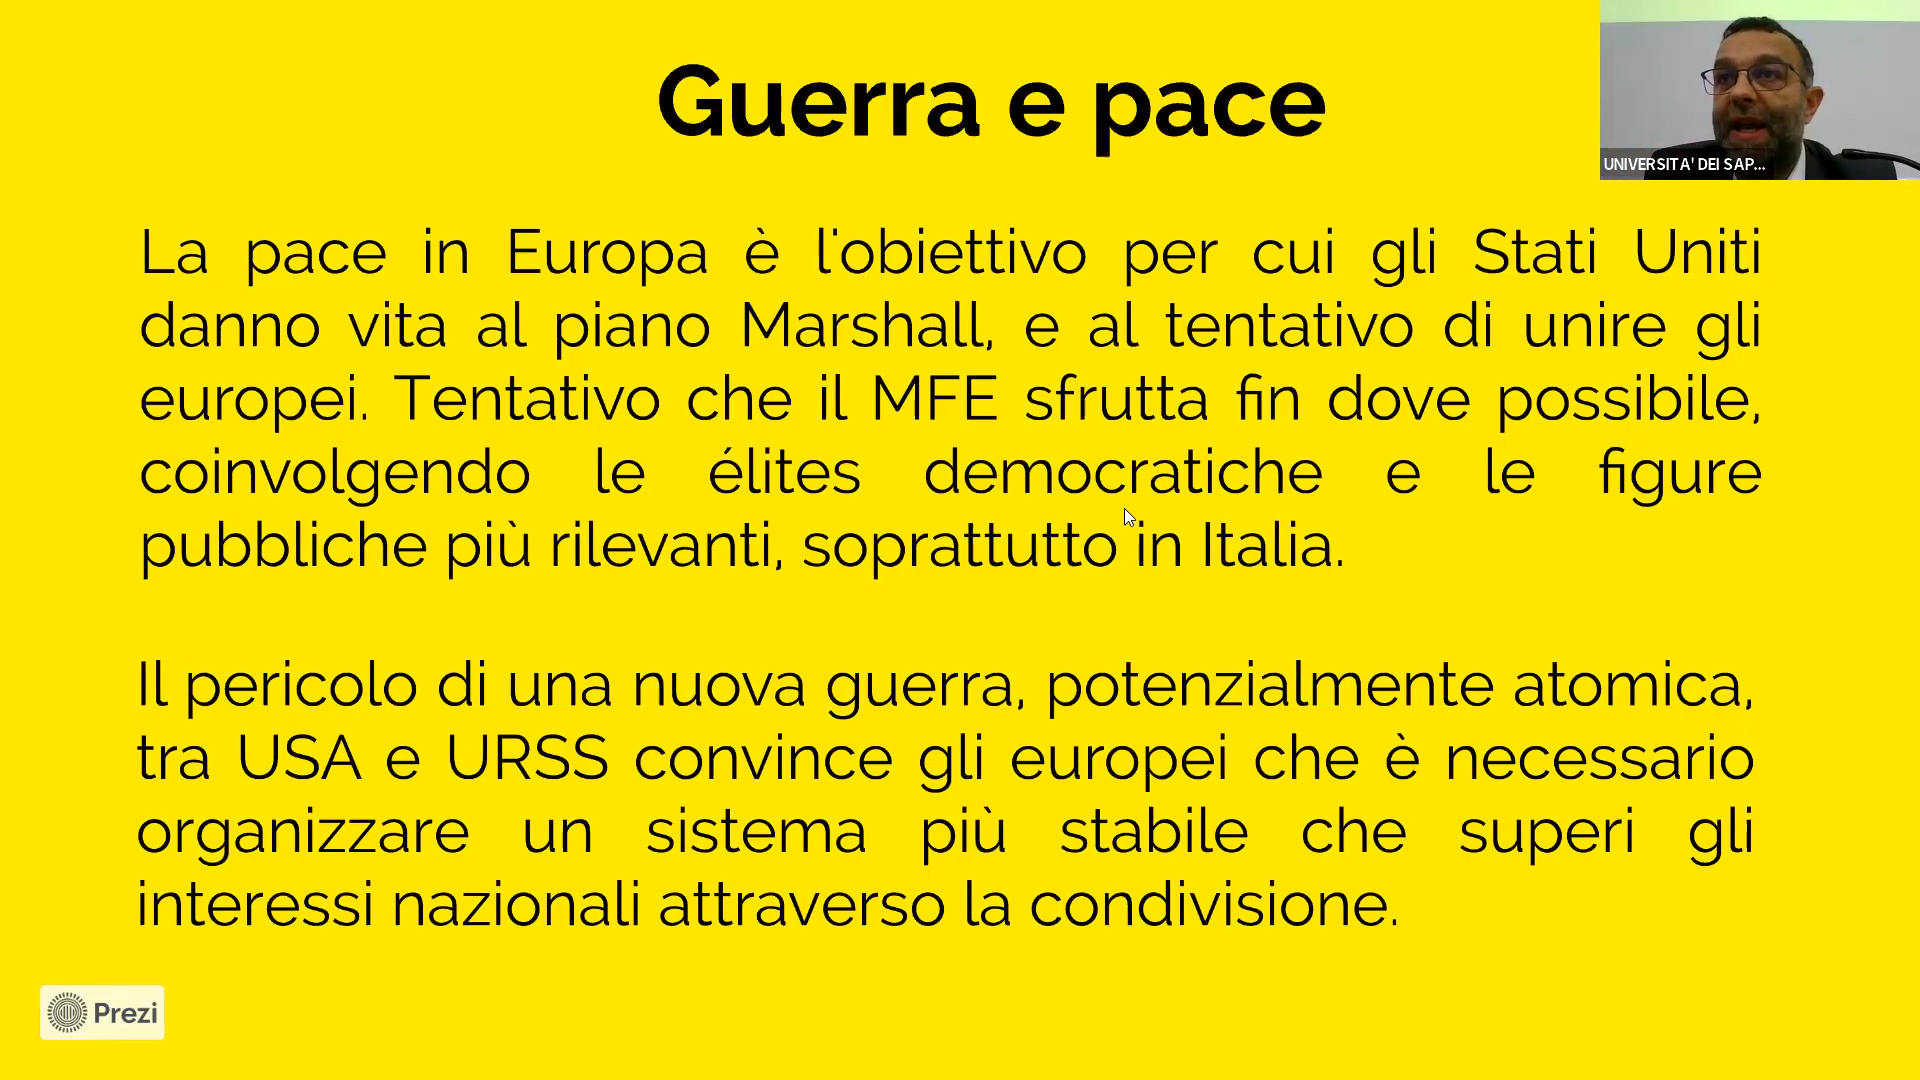 Guerra e pace
UNIVERSITA' DEI SAP...
La pace in Europa è l'obiettivo per cui gli Stati Uniti
danno vita al piano Marshall, e al tentativo di unire gli
europei. Tentativo che il MFE sfrutta fin dove possibile,
coinvolgendo le élites democratiche e le figure
pubbliche più rilevanti, soprattutto in Italia.
Il pericolo di una nuova guerra, potenzialmente atomica,
tra USA e URSS convince gli europei che è necessario
organizzare un sistema più stabile che superi gli
interessi nazionali attraverso la condivisione.
Prezi